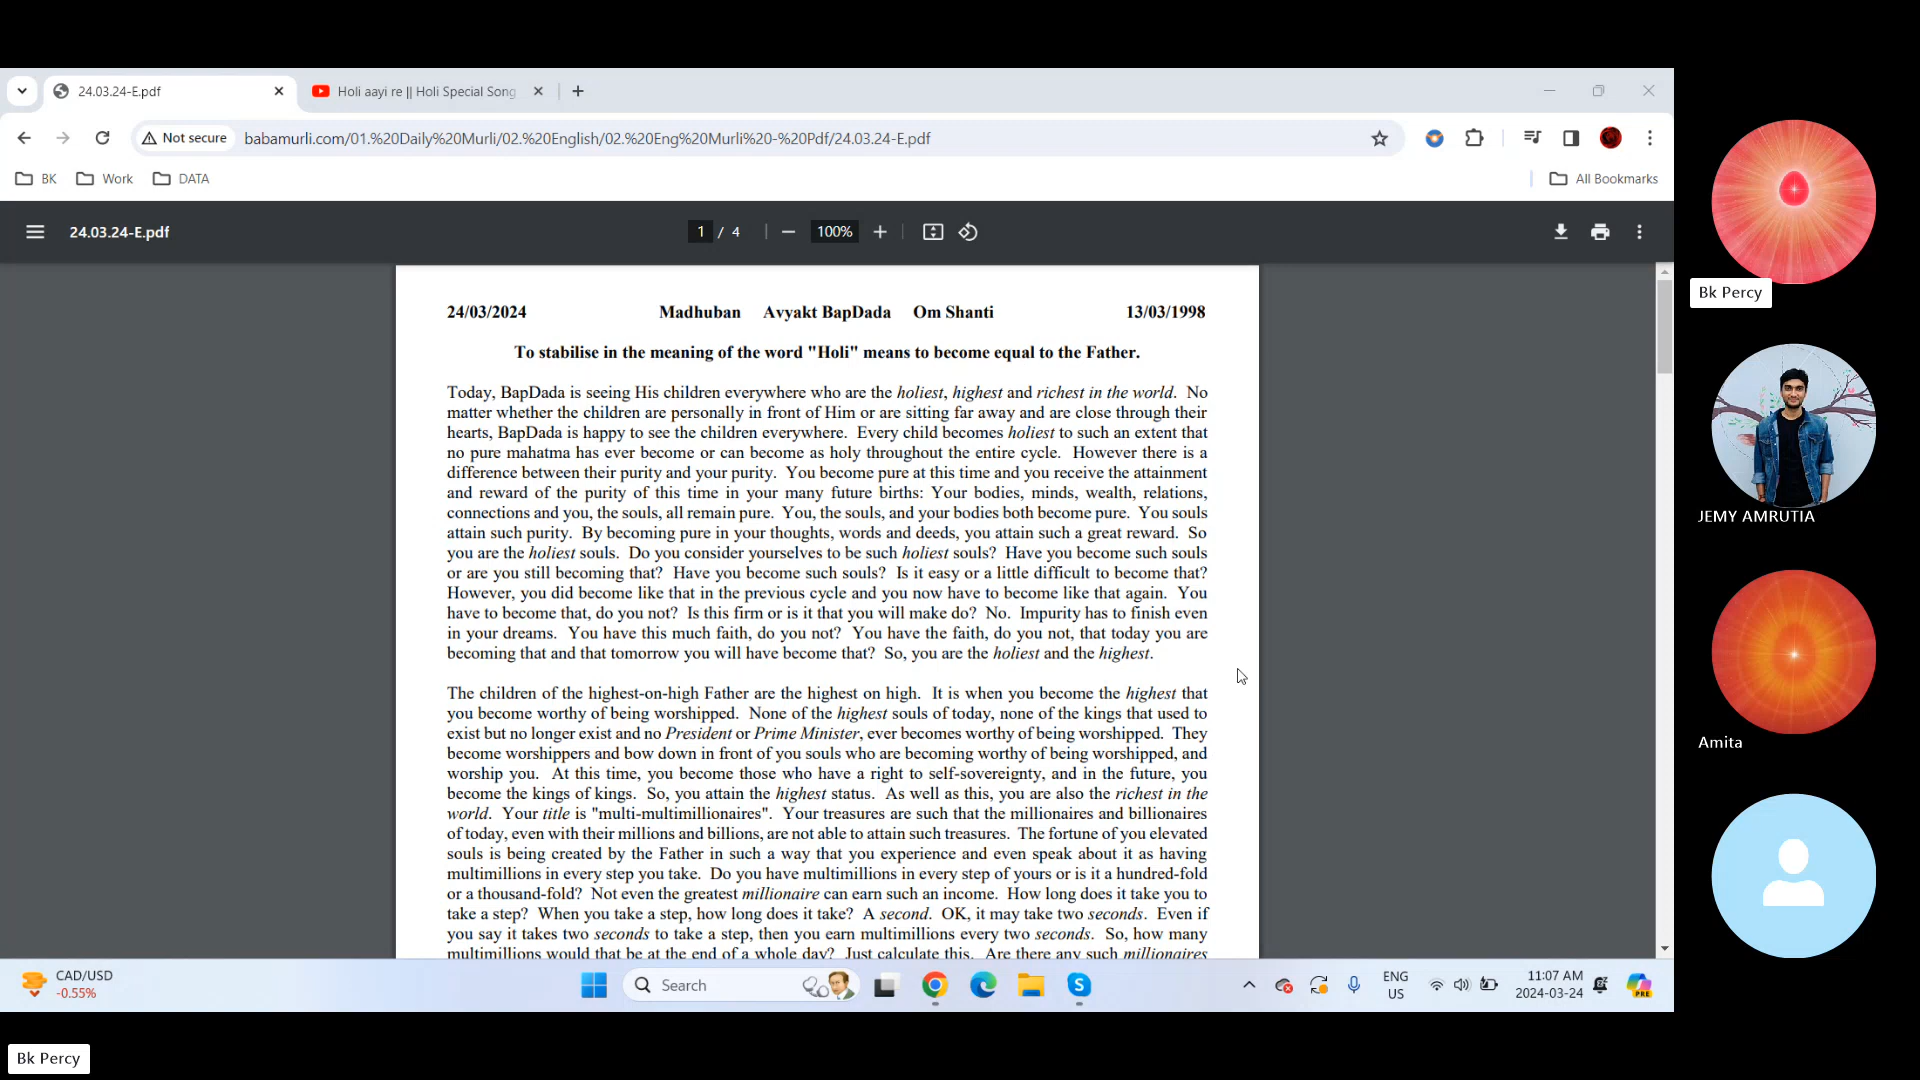 24.03.24-E.pdf
Holi aayi re || Holi Special Song
Not secure
babamurli.com/01.%20Daily%20Murli/02.%20English/02.%20Eng%20Murli%20-%20Pdf/24.03.24-E.pdf
BK
Work
DATA
All Bookmarks
24.03.24-E.pdf
1 / 4
100%
24/03/2024 Madhuban Avyakt BapDada Om Shanti 13/03/1998
To stabilise in the meaning of the word "Holi" means to become equal to the Father.
Today, BapDada is seeing His children everywhere who are the holiest, highest and richest in the world. No
matter whether the children are personally in front of Him or are sitting far away and are close through their
hearts, BapDada is happy to see the children everywhere. Every child becomes holiest to such an extent that
no pure mahatma has ever become or can become as holy throughout the entire cycle. However there is a
difference between their purity and your purity. You become pure at this time and you receive the attainment
and reward of the purity of this time in your many future births: Your bodies, minds, wealth, relations,
connections and you, the souls, all remain pure. You, the souls, and your bodies both become pure. You souls
attain such purity. By becoming pure in your thoughts, words and deeds, you attain such a great reward. So
you are the holiest souls. Do you consider yourselves to be such holiest souls? Have you become such souls
or are you still becoming that? Have you become such souls? Is it easy or a little difficult to become that?
However, you did become like that in the previous cycle and you now have to become like that again. You
have to become that, do you not? Is this firm or is it that you will make do? No. Impurity has to finish even
in your dreams. You have this much faith, do you not? You have the faith, do you not, that today you are
becoming that and that tomorrow you will have become that? So, you are the holiest and the highest.
The children of the highest-on-high Father are the highest on high. It is when you become the highest that
you become worthy of being worshipped. None of the highest souls of today, none of the kings that used to
exist but no longer exist and no President or Prime Minister, ever becomes worthy of being worshipped. They
become worshippers and bow down in front of you souls who are becoming worthy of being worshipped, and
worship you. At this time, you become those who have a right to self-sovereignty, and in the future, you
become the kings of kings. So, you attain the highest status. As well as this, you are also the richest in the
world. Your title is "multi-multimillionaires". Your treasures are such that the millionaires and billionaires
of today, even with their millions and billions, are not able to attain such treasures. The fortune of you elevated
souls is being created by the Father in such a way that you experience and even speak about it as having
multimillions in every step you take. Do you have multimillions in every step of yours or is it a hundred-fold
or a thousand-fold? Not even the greatest millionaire can earn such an income. How long does it take you to
take a step? When you take a step, how long does it take? A second. OK, it may take two seconds. Even if
you say it takes two seconds to take a step, then you earn multimillions every two seconds. So, how many
multimillions would that be at the end of a whole day? Just calculate this. Are there any such millionaires
CAD/USD
-0.55%
Search
ENG
US
11:07 AM
2024-03-24
PRE
Bk Percy
JEMY AMRUTIA
Amita
Bk Percy